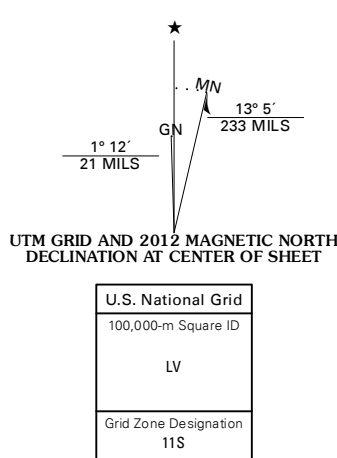 ★
MN
GN
13° 5´
233 MILS
1° 12´
21 MILS
UTM GRID AND 2012 MAGNETIC NORTH
DECLINATION AT CENTER OF SHEET
U.S. National Grid
100,000-m Square ID
LV
Grid Zone Designation
11S